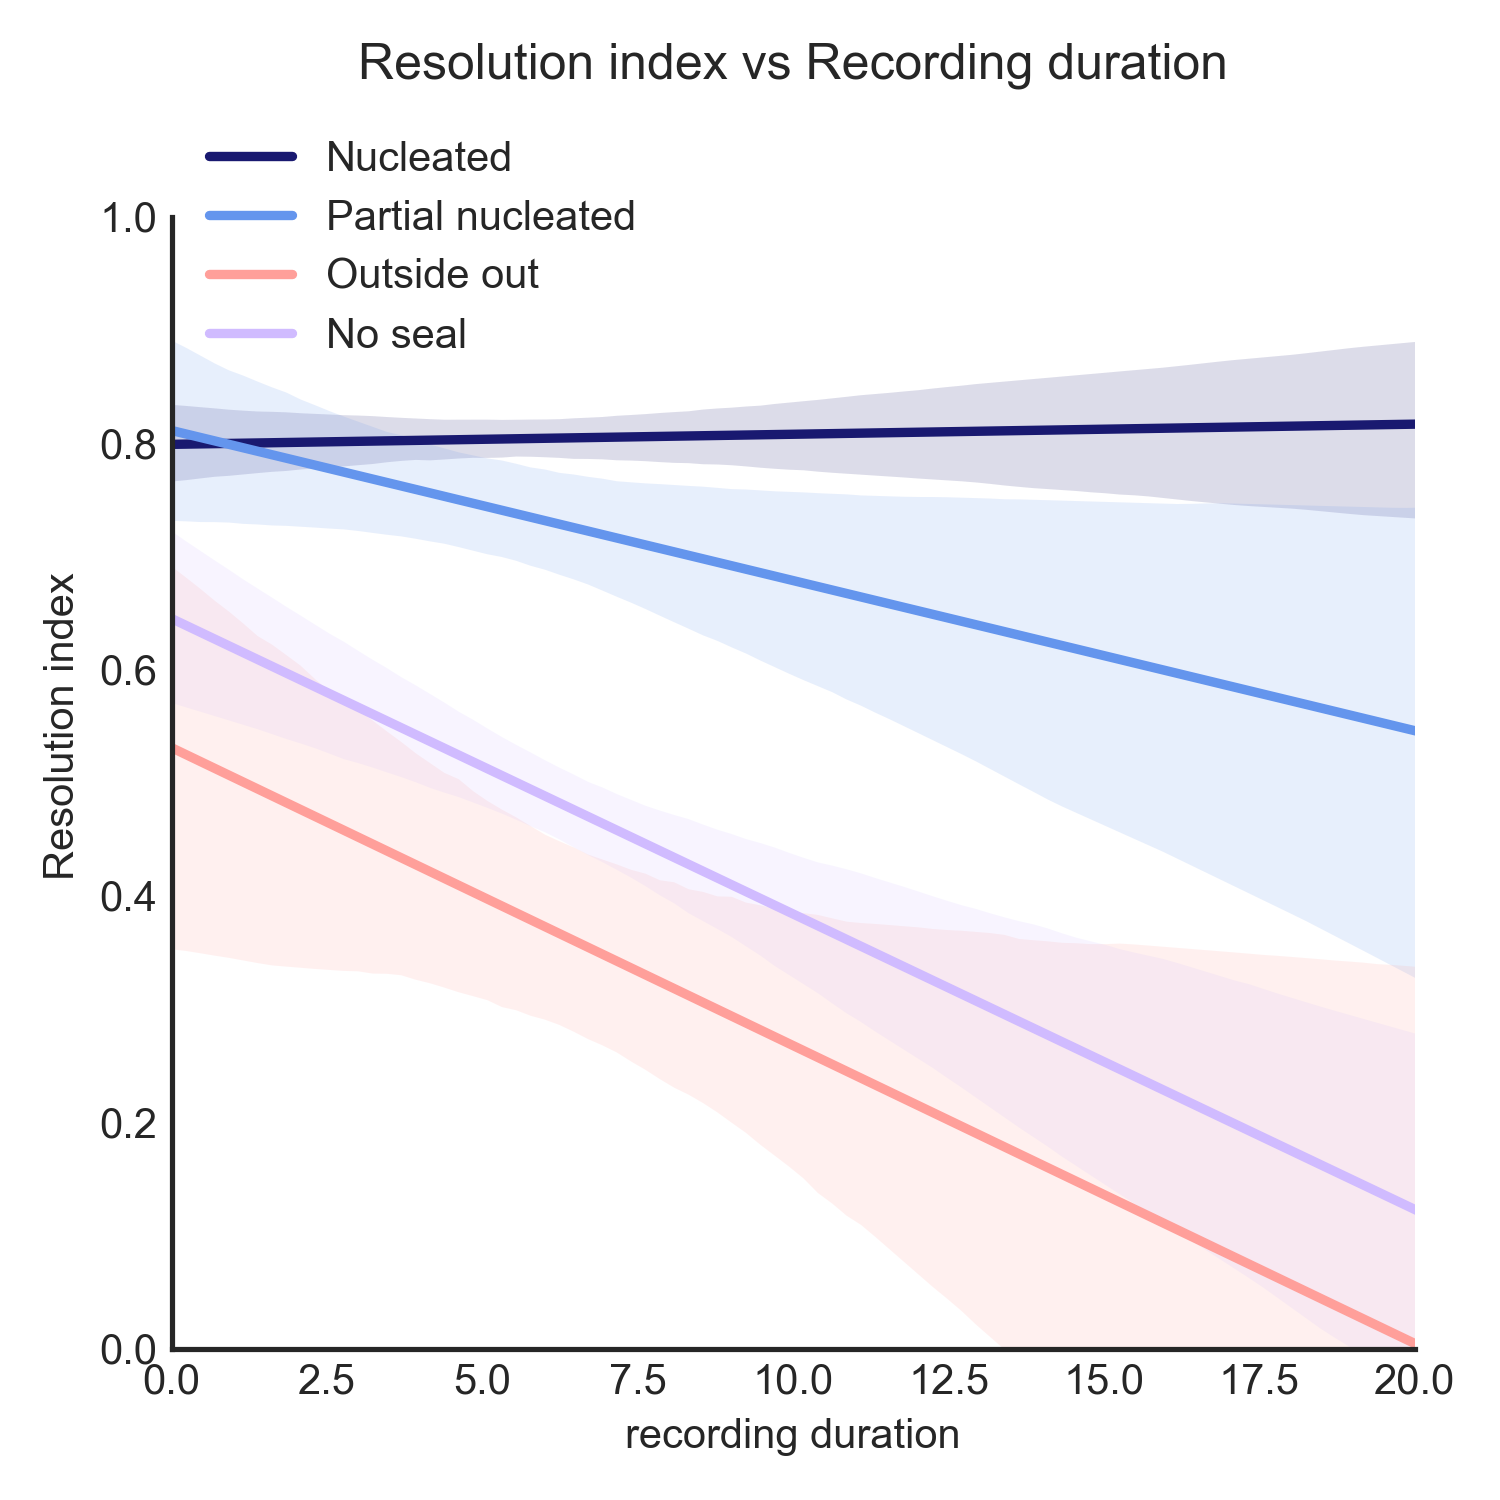 Resolution index vs Recording duration
Nucleated
Partial nucleated
Outside out
No seal
Resolution index
1.0
0.8
0.6
0.4
0.2
0.0
0.0 2.5 5.0 7.5 10.0 12.5 15.0 17.5 20.0
recording duration